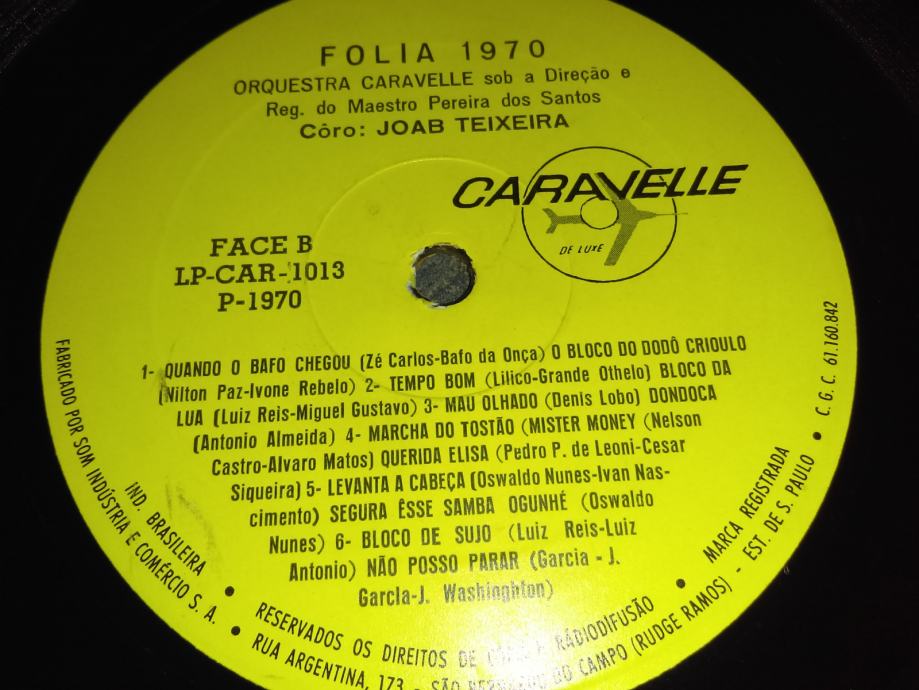 FOLIA 1970
ORQUESTRA CARAVELLE sob a Direção e
Reg. do Maestro Pereira dos Santos
Côro: JOAB TEIXEIRA
CARAVELLE
DE LUXE
FACE B
LP-CAR-1013
P-1970
1- QUANDO O BAFO CHEGOU (Zé Carlos-Bafo da Onça) O BLOCO DO DODÔ CRIOULO
(Nilton Paz-Ivone Rebelo) 2- TEMPO BOM (Lilico-Grande Othelo) BLOCO DA
LUA (Luiz Reis-Miguel Gustavo) 3- MAU OLHADO (Denis Lobo) DONDOCA
(Antonio Almeida) 4- MARCHA DO TOSTÃO (MISTER MONEY (Nelson
Castro-Alvaro Matos) QUERIDA ELISA (Pedro P. de Leoni-Cesar
Siqueira) 5- LEVANTA A CABEÇA (Oswaldo Nunes-Ivan Nas-
cimento) SEGURA ÊSSE SAMBA OGUNHÉ (Oswaldo
Nunes) 6- BLOCO DE SUJO (Luiz Reis-Luiz
Antonio) NÃO POSSO PARAR (Garcia - J.
Garcia-J. Washinghton)
IND. BRASILEIRA • RESERVADOS OS DIREITOS DE E RÁDIODIFUSÃO • MARCA REGISTRADA
FABRICADO POR SOM INDÚSTRIA E COMÉRCIO S. A. • RUA ARGENTINA, 173 - SÃO BERNARDO DO CAMPO (RUDGE RAMOS) - EST. DE S. PAULO • C. G. C. 61.160.842